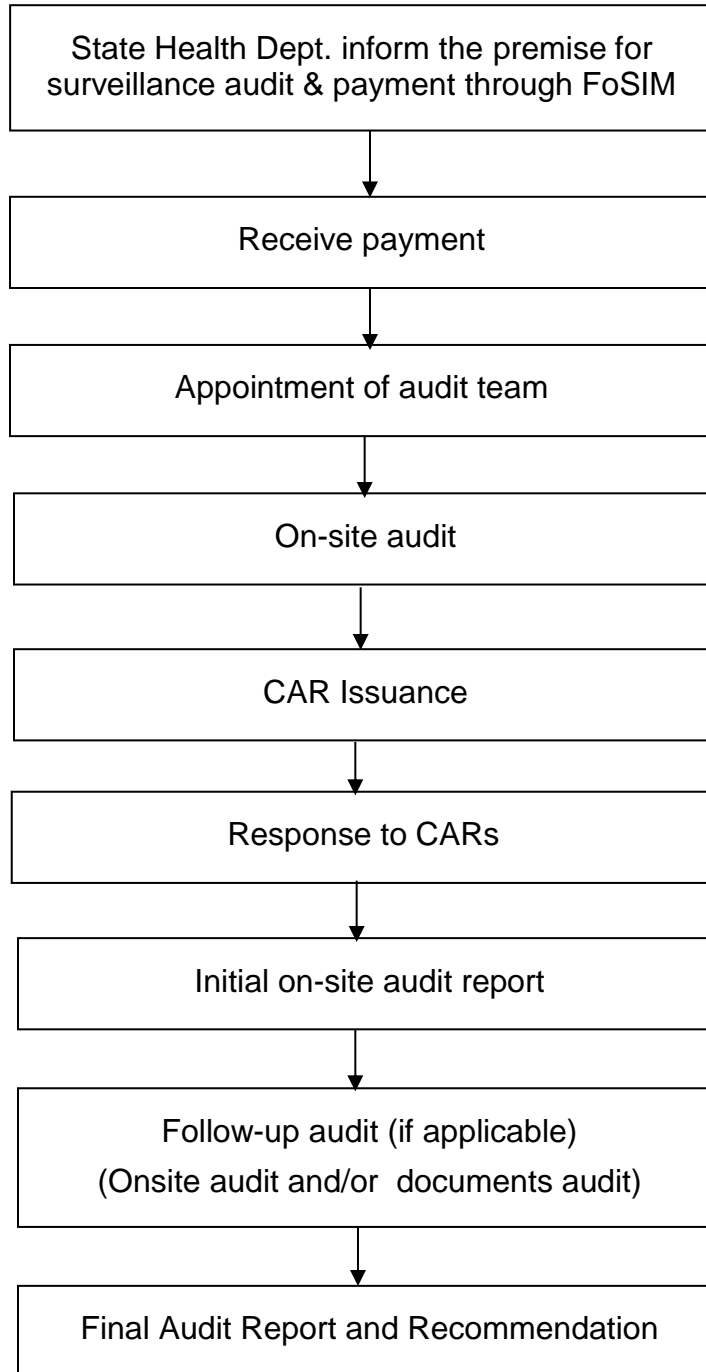 State Health Dept. inform the premise for
surveillance audit & payment through FoSIM
Receive payment
Appointment of audit team
On-site audit
CAR Issuance
Response to CARs
Initial on-site audit report
Follow-up audit (if applicable)
(Onsite audit and/or documents audit)
Final Audit Report and Recommendation